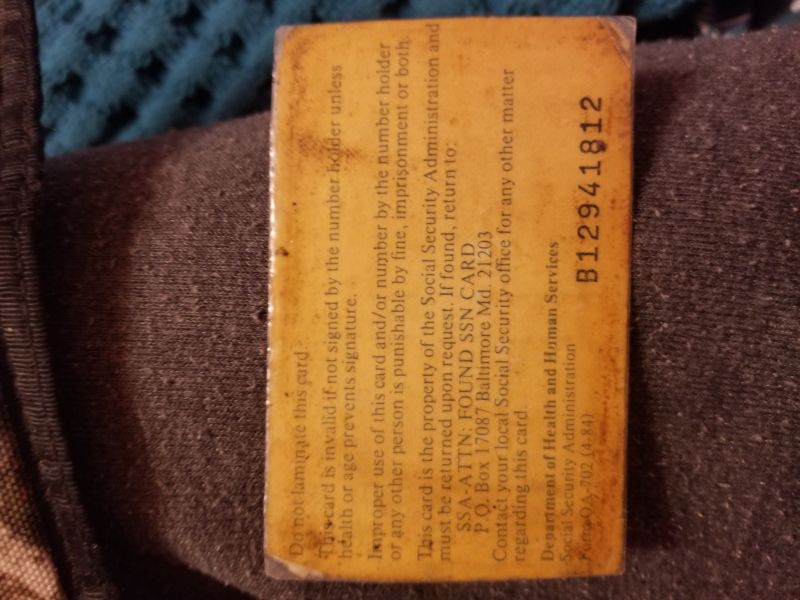 Do not laminate this card.
This card is invalid if not signed by the number holder unless
health or age prevents signature.
Improper use of this card and/or number by the number holder
or any other person is punishable by fine, imprisonment or both.
This card is the property of the Social Security Administration and
must be returned upon request. If found, return to:
SSA-ATTN: FOUND SSN CARD
P.O. Box 17087 Baltimore Md. 21203
Contact your local Social Security office for any other matter
regarding this card.
Department of Health and Human Services
Social Security Administration
Form OA-702 (4-84)
B12941812